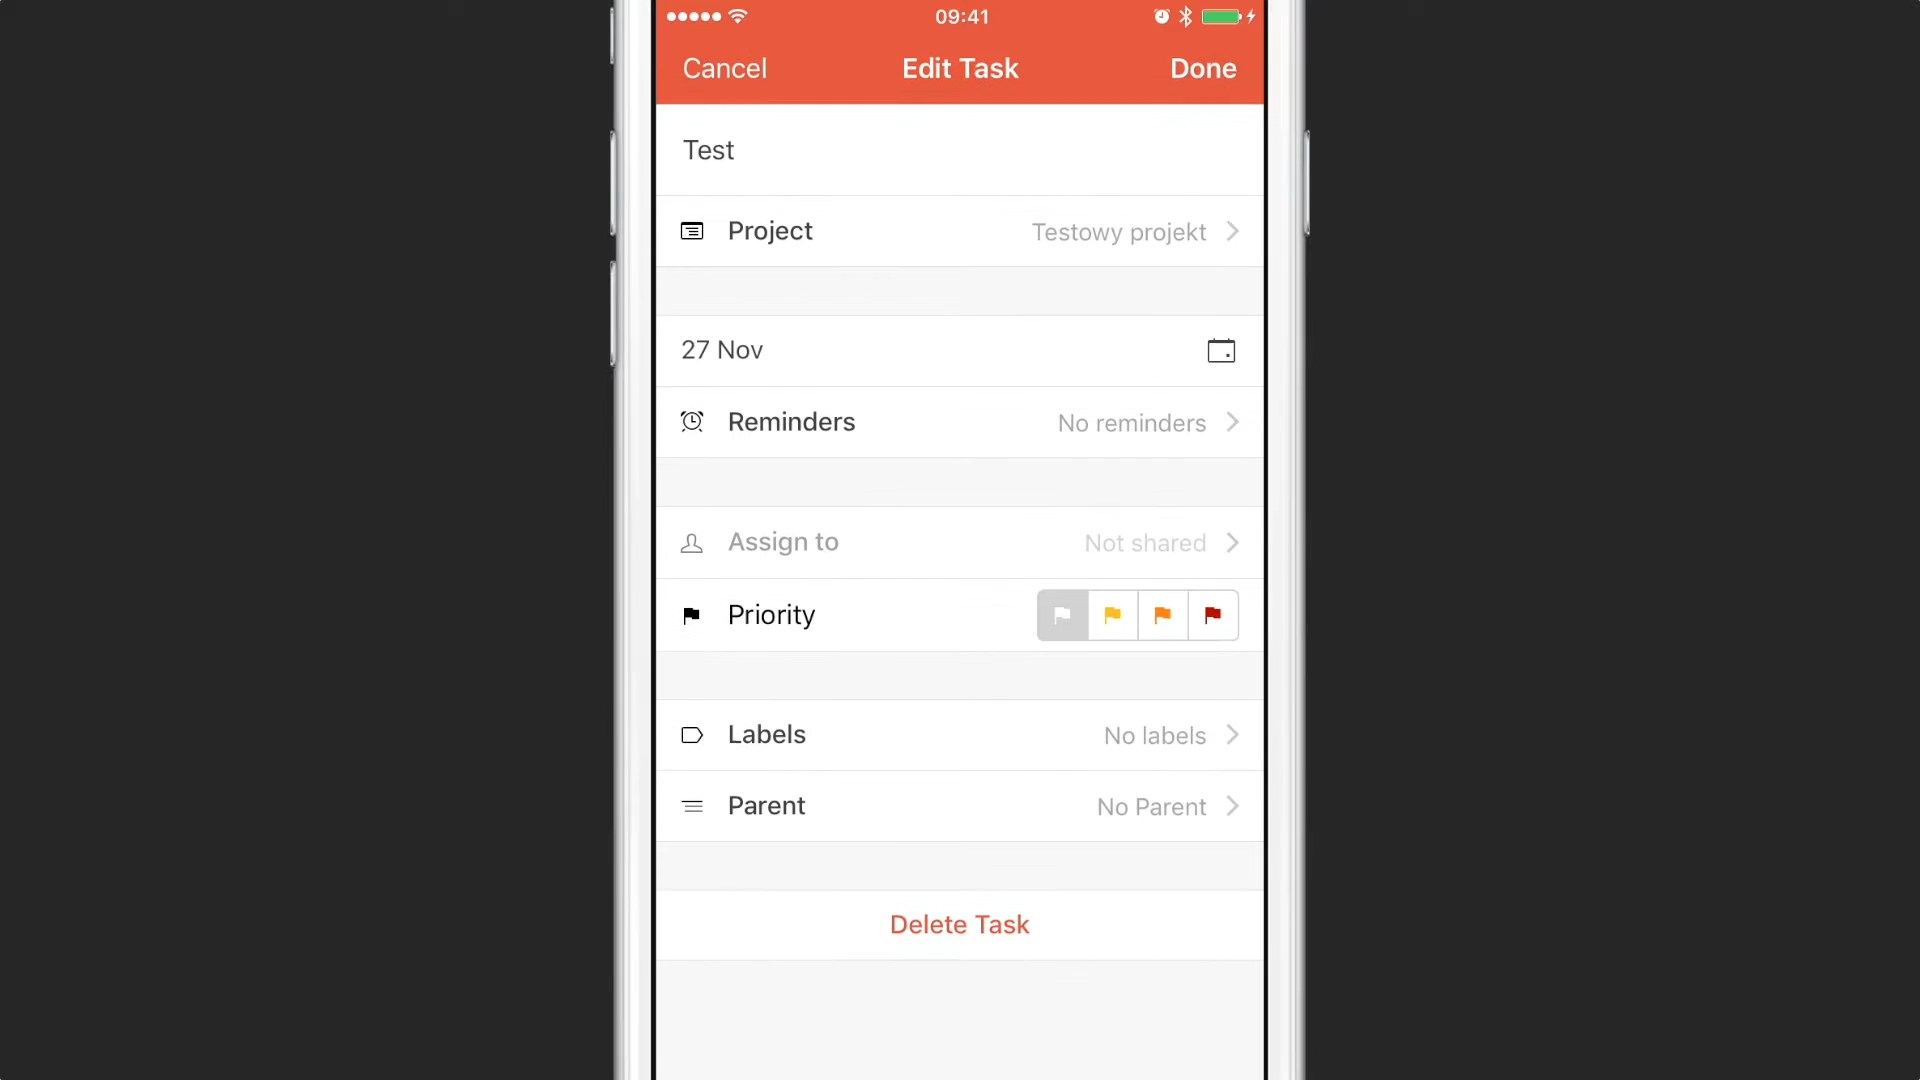 09:41
Cancel Edit Task Done
Test
Project Testowy projekt
27 Nov
Reminders No reminders
Assign to Not shared
Priority
Labels No labels
Parent No Parent
Delete Task